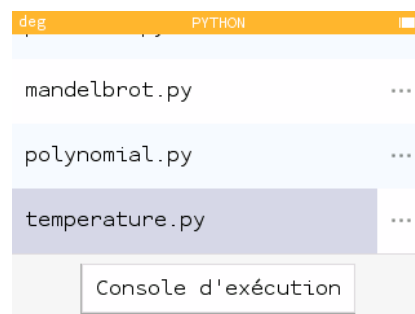 deg PYTHON
mandelbrot.py ...
polynomial.py ...
temperature.py ...
Console d'exécution